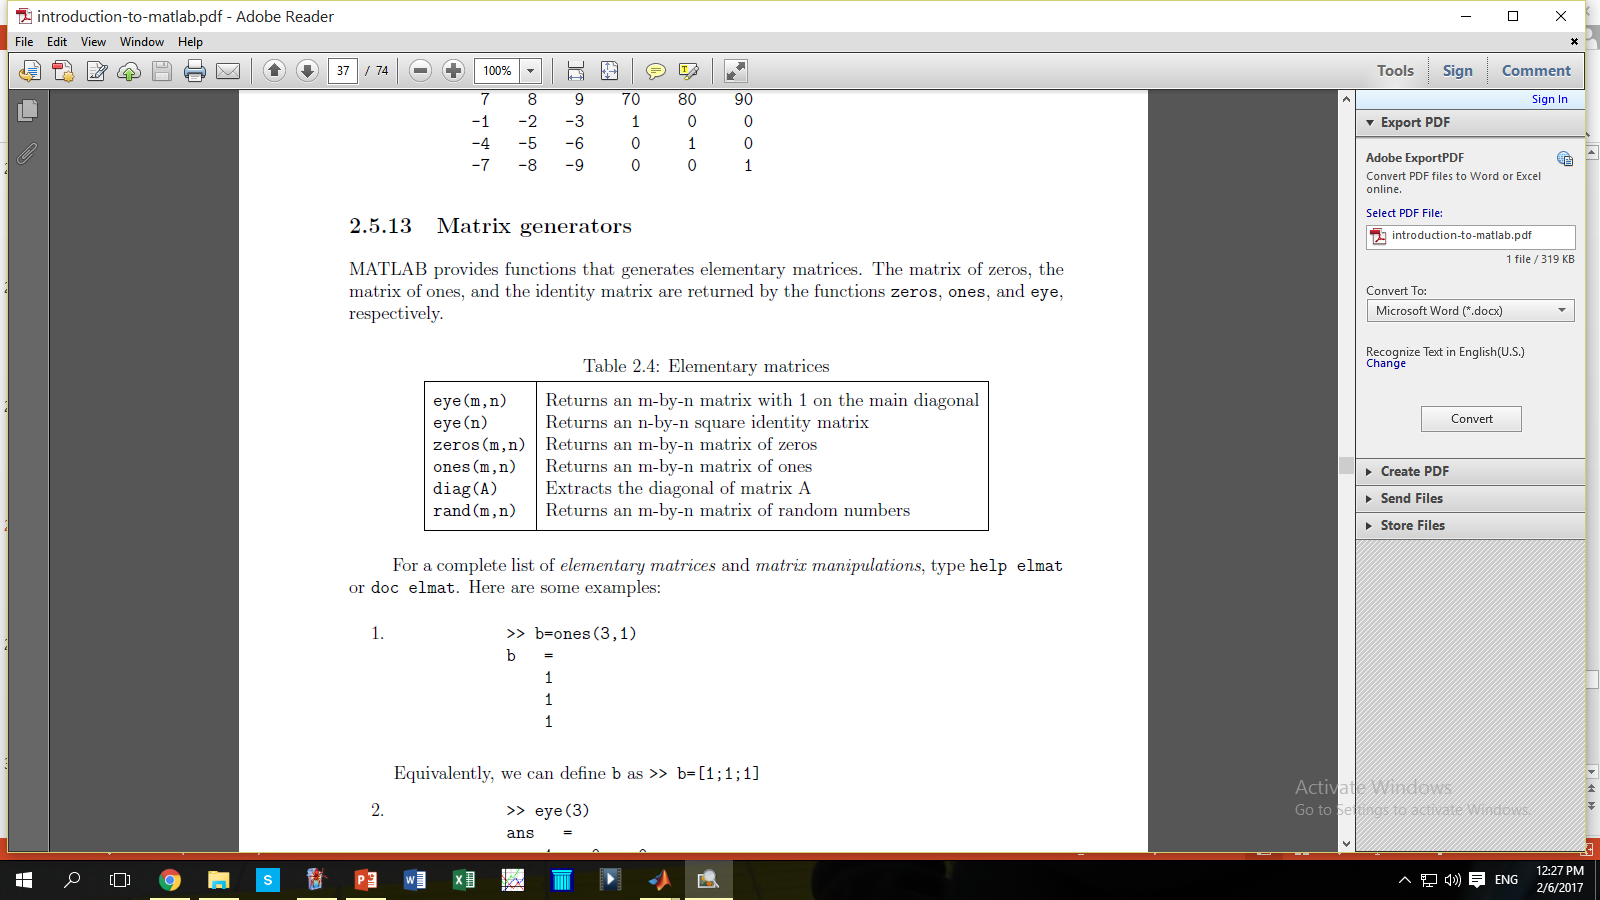 introduction-to-matlab.pdf - Adobe Reader
File Edit View Window Help
37 / 74 100% Tools Sign Comment
Sign In
7 8 9 70 80 90
-1 -2 -3 1 0 0
-4 -5 -6 0 1 0
-7 -8 -9 0 0 1
2.5.13 Matrix generators
MATLAB provides functions that generates elementary matrices. The matrix of zeros, the
matrix of ones, and the identity matrix are returned by the functions zeros, ones, and eye,
respectively.
Table 2.4: Elementary matrices
eye(m,n) Returns an m-by-n matrix with 1 on the main diagonal
eye(n) Returns an n-by-n square identity matrix
zeros(m,n) Returns an m-by-n matrix of zeros
ones(m,n) Returns an m-by-n matrix of ones
diag(A) Extracts the diagonal of matrix A
rand(m,n) Returns an m-by-n matrix of random numbers
For a complete list of elementary matrices and matrix manipulations, type help elmat
or doc elmat. Here are some examples:
1. >> b=ones(3,1)
b =
1
1
1
Equivalently, we can define b as >> b=[1;1;1]
2. >> eye(3)
ans =
Export PDF
Adobe ExportPDF
Convert PDF files to Word or Excel
online.
Select PDF File:
introduction-to-matlab.pdf
1 file / 319 KB
Convert To:
Microsoft Word (*.docx)
Recognize Text in English(U.S.)
Change
Convert
Create PDF
Send Files
Store Files
Activate Windows
Go to Settings to activate Windows.
ENG
12:27 PM
2/6/2017